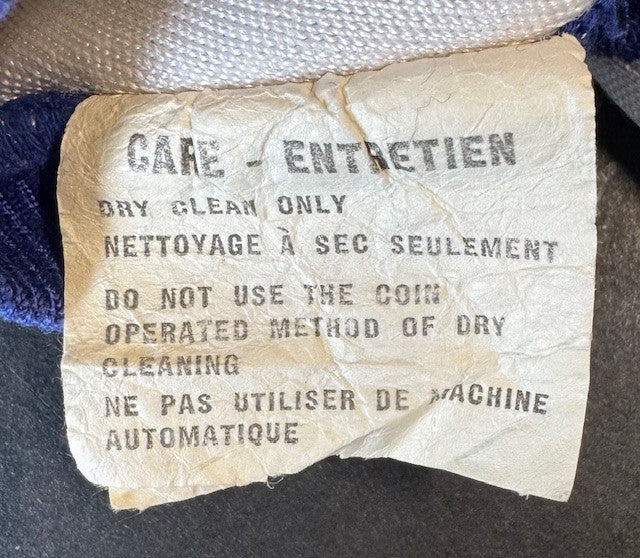 CARE - ENTRETIEN
DRY CLEAN ONLY
NETTOYAGE À SEC SEULEMENT
DO NOT USE THE COIN
OPERATED METHOD OF DRY
CLEANING
NE PAS UTILISER DE MACHINE
AUTOMATIQUE